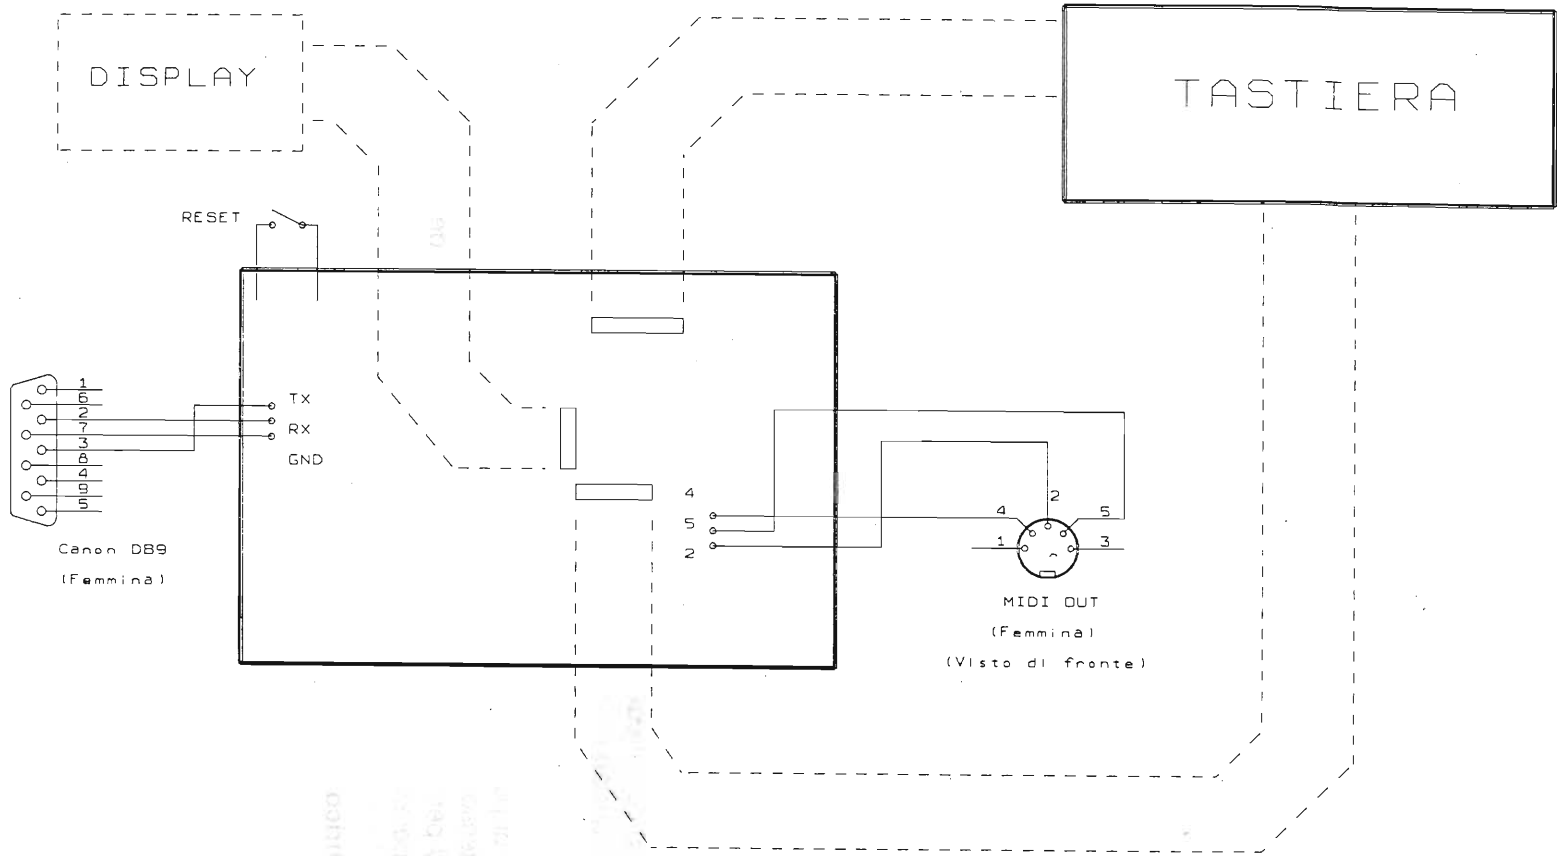 DISPLAY
TASTIERA
RESET
1
6
2
7
3
8
4
9
5
TX
RX
GND
Canon DB9
(Femmina)
4
5
2
2
4
5
1
3
MIDI OUT
(Femmina)
(Visto di fronte)